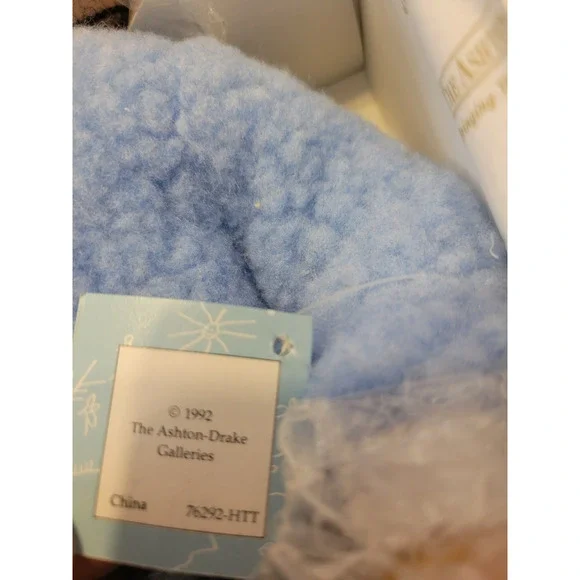 © 1992
The Ashton-Drake
Galleries
China 76292-HTT